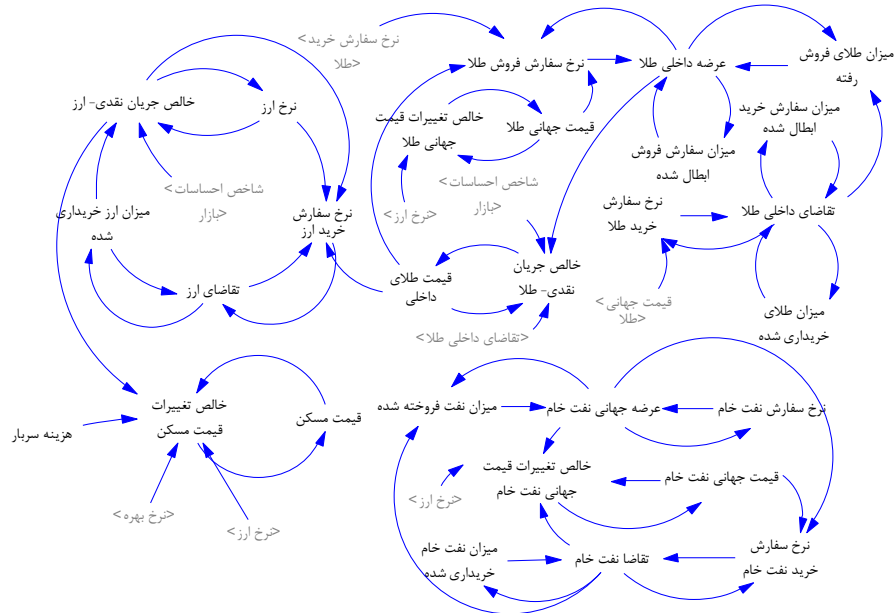 <نرخ سفارش خرید
طلا>
میزان طلای فروش
رفته
عرضه داخلی طلا
نرخ سفارش فروش طلا
خالص جریان نقدی- ارز
نرخ ارز
خالص تغییرات قیمت
جهانی طلا
قیمت جهانی طلا
میزان سفارش خرید
ابطال شده
میزان سفارش فروش
ابطال شده
<شاخص احساسات
بازار>
<شاخص احساسات
بازار>
<نرخ ارز>
میزان ارز خریداری
شده
نرخ سفارش
خرید ارز
نرخ سفارش
خرید طلا
تقاضای داخلی طلا
خالص جریان
نقدی- طلا
قیمت طلای
داخلی
تقاضای ارز
<قیمت جهانی
طلا>
میزان طلای
خریداری شده
<تقاضای داخلی طلا>
خالص تغییرات
قیمت مسکن
قیمت مسکن
هزینه سربار
<نرخ بهره>
<نرخ ارز>
میزان نفت فروخته شده
عرضه جهانی نفت خام
نرخ سفارش نفت خام
خالص تغییرات قیمت
جهانی نفت خام
قیمت جهانی نفت خام
<نرخ ارز>
میزان نفت خام
خریداری شده
تقاضا نفت خام
نرخ سفارش
خرید نفت خام